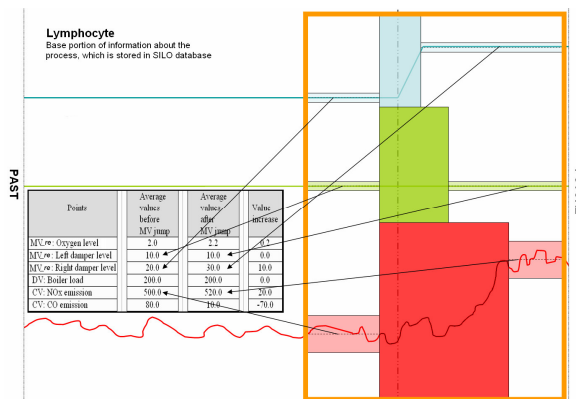 Lymphocyte
Base portion of information about the
process, which is stored in SILO database
PAST
Points
Average
values
before
MV jump
Average
values
after
MV jump
Value
increase
MV_ro: Oxygen level 2.0 2.2 0.2
MV_ro: Left damper level 10.0 10.0 0.0
MV_ro: Right damper level 20.0 30.0 10.0
DV: Boiler load 200.0 200.0 0.0
CV: NOx emission 500.0 520.0 20.0
CV: CO emission 80.0 10.0 -70.0